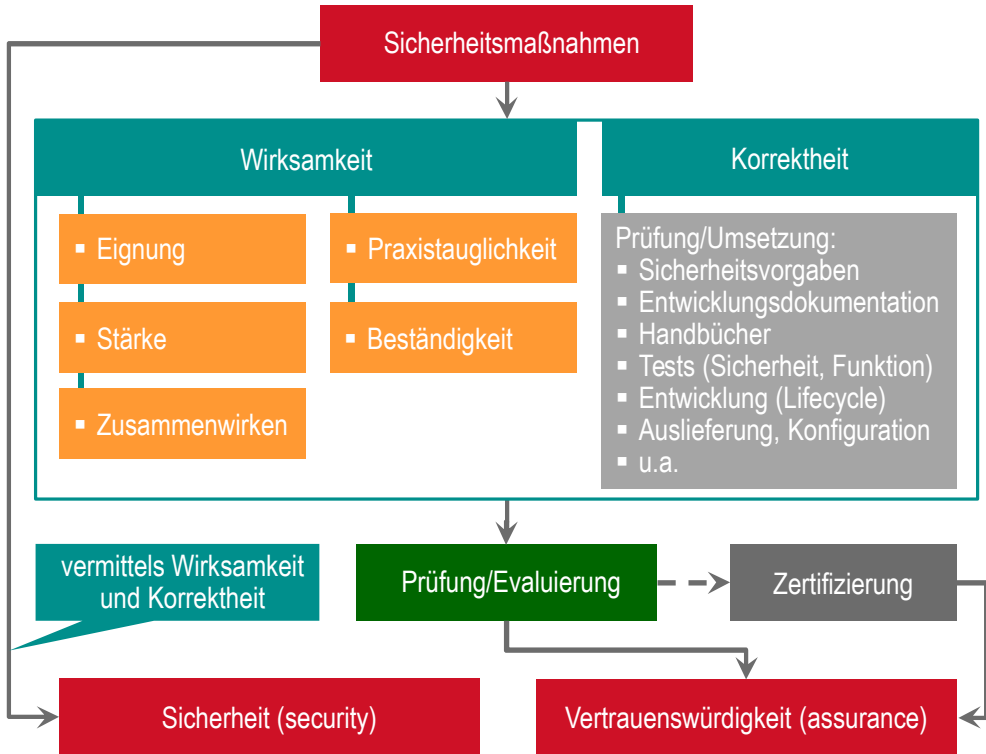 Sicherheitsmaßnahmen
Wirksamkeit
Korrektheit
▪ Eignung
▪ Stärke
▪ Zusammenwirken
▪ Praxistauglichkeit
▪ Beständigkeit
Prüfung/Umsetzung:
▪ Sicherheitsvorgaben
▪ Entwicklungsdokumentation
▪ Handbücher
▪ Tests (Sicherheit, Funktion)
▪ Entwicklung (Lifecycle)
▪ Auslieferung, Konfiguration
▪ u.a.
vermittels Wirksamkeit
und Korrektheit
Prüfung/Evaluierung
Zertifizierung
Sicherheit (security)
Vertrauenswürdigkeit (assurance)